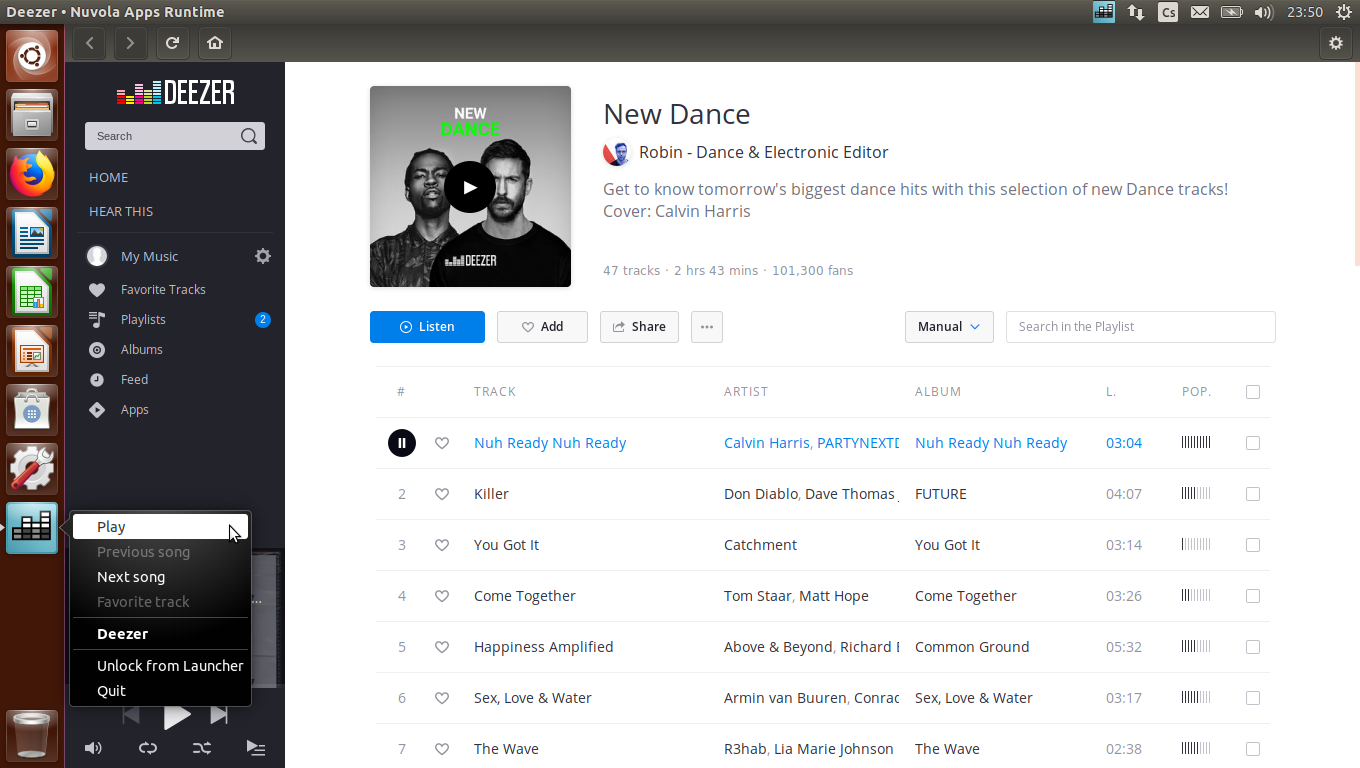 Deezer • Nuvola Apps Runtime
Cs
23:50
DEEZER
Search
HOME
HEAR THIS
My Music
Favorite Tracks
Playlists
2
Albums
Feed
Apps
Play
Previous song
Next song
Favorite track
...
Deezer
Unlock from Launcher
Quit
NEW
DANCE
DEEZER
New Dance
Robin - Dance & Electronic Editor
Get to know tomorrow's biggest dance hits with this selection of new Dance tracks!
Cover: Calvin Harris
47 tracks · 2 hrs 43 mins · 101,300 fans
Listen
Add
Share
Manual
Search in the Playlist
# TRACK ARTIST ALBUM L. POP.
Nuh Ready Nuh Ready Calvin Harris, PARTYNEXTD Nuh Ready Nuh Ready 03:04
2 Killer Don Diablo, Dave Thomas FUTURE 04:07
3 You Got It Catchment You Got It 03:14
4 Come Together Tom Staar, Matt Hope Come Together 03:26
5 Happiness Amplified Above & Beyond, Richard Common Ground 05:32
6 Sex, Love & Water Armin van Buuren, Conrad Sex, Love & Water 03:17
7 The Wave R3hab, Lia Marie Johnson The Wave 02:38